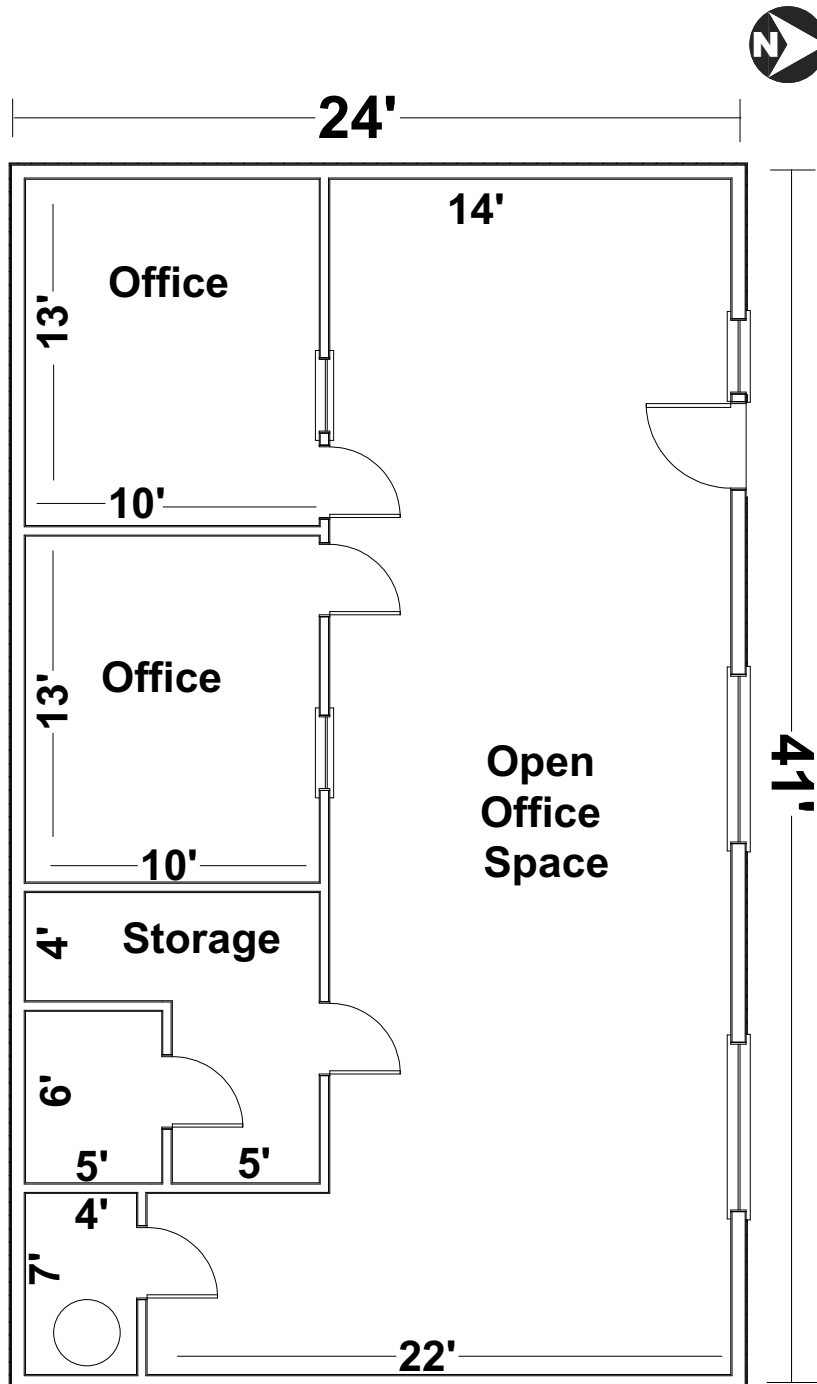 N
24'
14'
Office
13'
10'
Office
13'
10'
Open
Office
Space
41'
Storage
4'
6'
5'
5'
4'
7'
22'